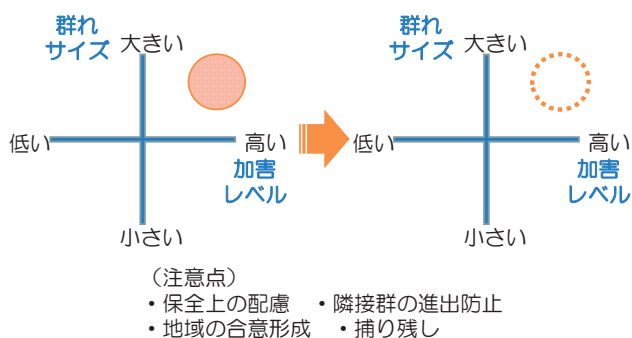 群れ
サイズ
大きい
低い
高い
加害
レベル
小さい
群れ
サイズ
大きい
低い
高い
加害
レベル
小さい
（注意点）
・保全上の配慮　・隣接群の進出防止
・地域の合意形成　・捕り残し